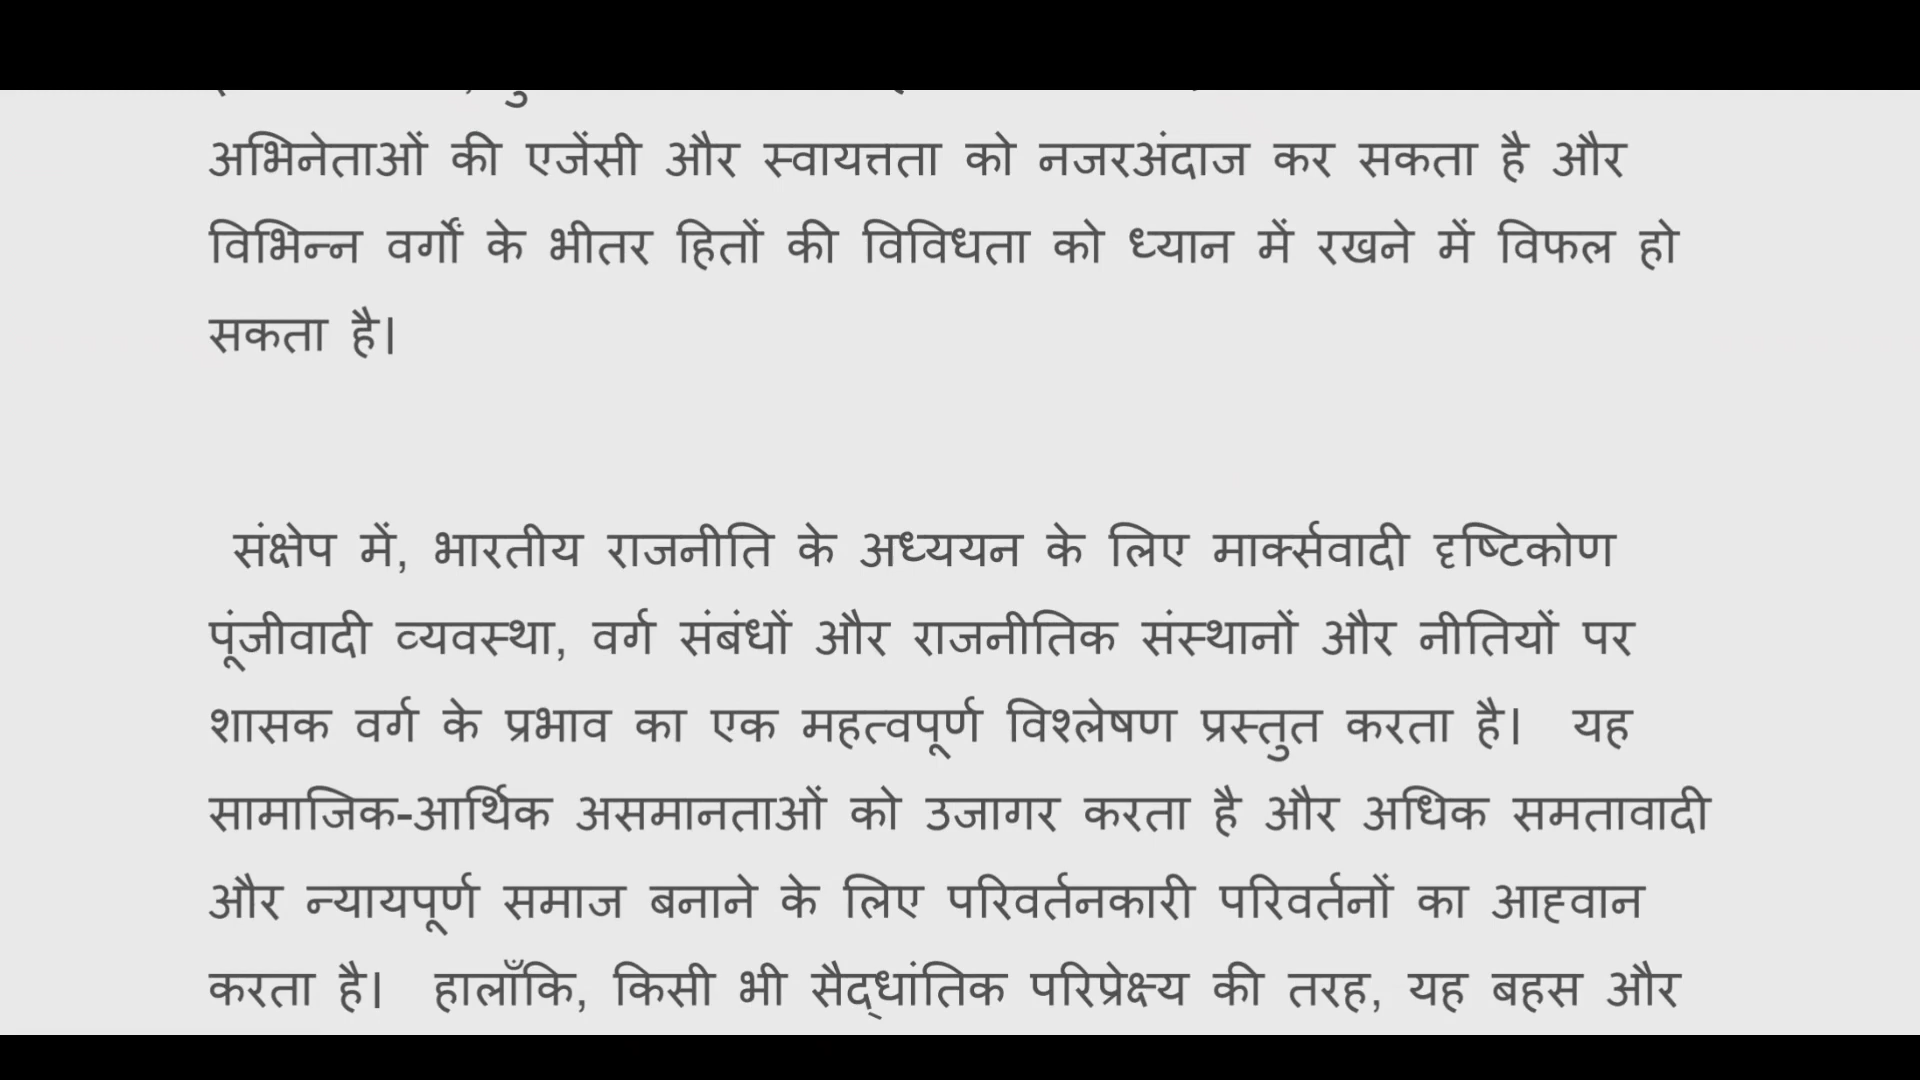 अभिनेताओं की एजेंसी और स्वायत्तता को नजरअंदाज कर सकता है और
विभिन्न वर्गों के भीतर हितों की विविधता को ध्यान में रखने में विफल हो
सकता है।
संक्षेप में, भारतीय राजनीति के अध्ययन के लिए मार्क्सवादी दृष्टिकोण
पूंजीवादी व्यवस्था, वर्ग संबंधों और राजनीतिक संस्थानों और नीतियों पर
शासक वर्ग के प्रभाव का एक महत्वपूर्ण विश्लेषण प्रस्तुत करता है।  यह
सामाजिक-आर्थिक असमानताओं को उजागर करता है और अधिक समतावादी
और न्यायपूर्ण समाज बनाने के लिए परिवर्तनकारी परिवर्तनों का आह्वान
करता है।  हालाँकि, किसी भी सैद्धांतिक परिप्रेक्ष्य की तरह, यह बहस और